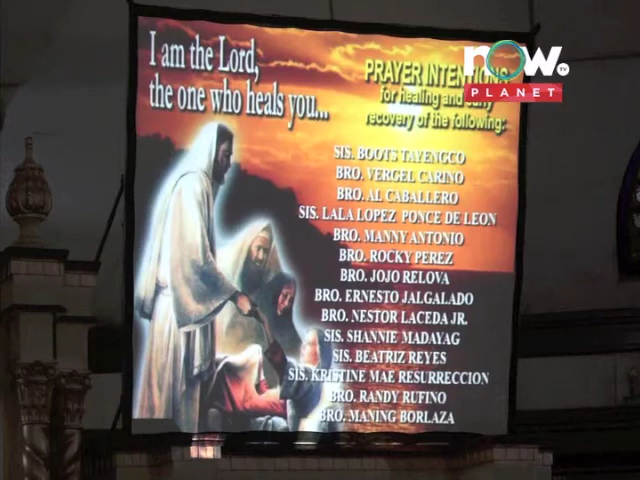 I am the Lord,
the one who heals you...
PRAYER INTENTIONS
for healing and early
recovery of the following:
SIS. BOOTS TAYENGCO
BRO. VERGEL CARINO
BRO. AL CABALLERO
SIS. LALA LOPEZ PONCE DE LEON
BRO. MANNY ANTONIO
BRO. ROCKY PEREZ
BRO. JOJO RELOVA
BRO. ERNESTO JALGALADO
BRO. NESTOR LACEDA JR.
SIS. SHANNIE MADAYAG
SIS. BEATRIZ REYES
SIS. KRISTINE MAE RESURRECCION
BRO. RANDY RUFINO
BRO. MANING BORLAZA
now.
TV
PLANET